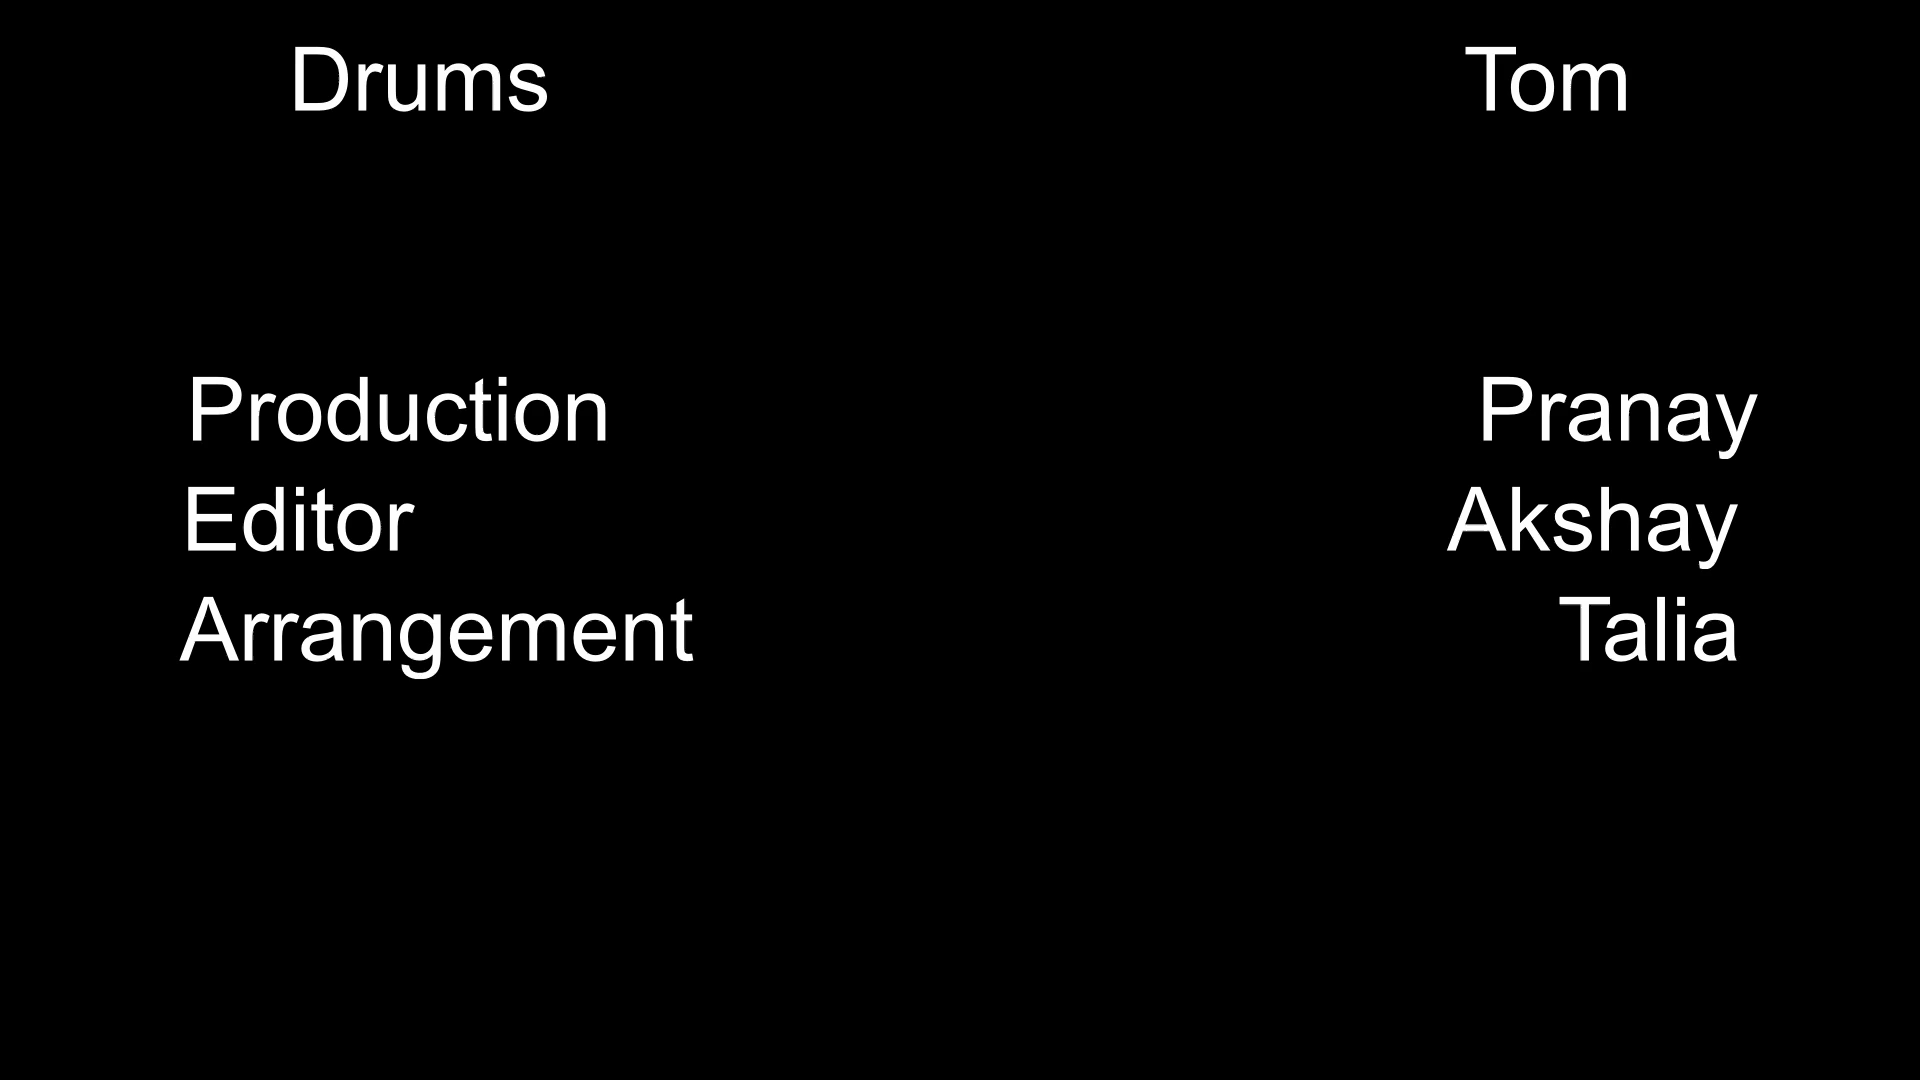 Drums Tom
Production Pranay
Editor Akshay
Arrangement Talia